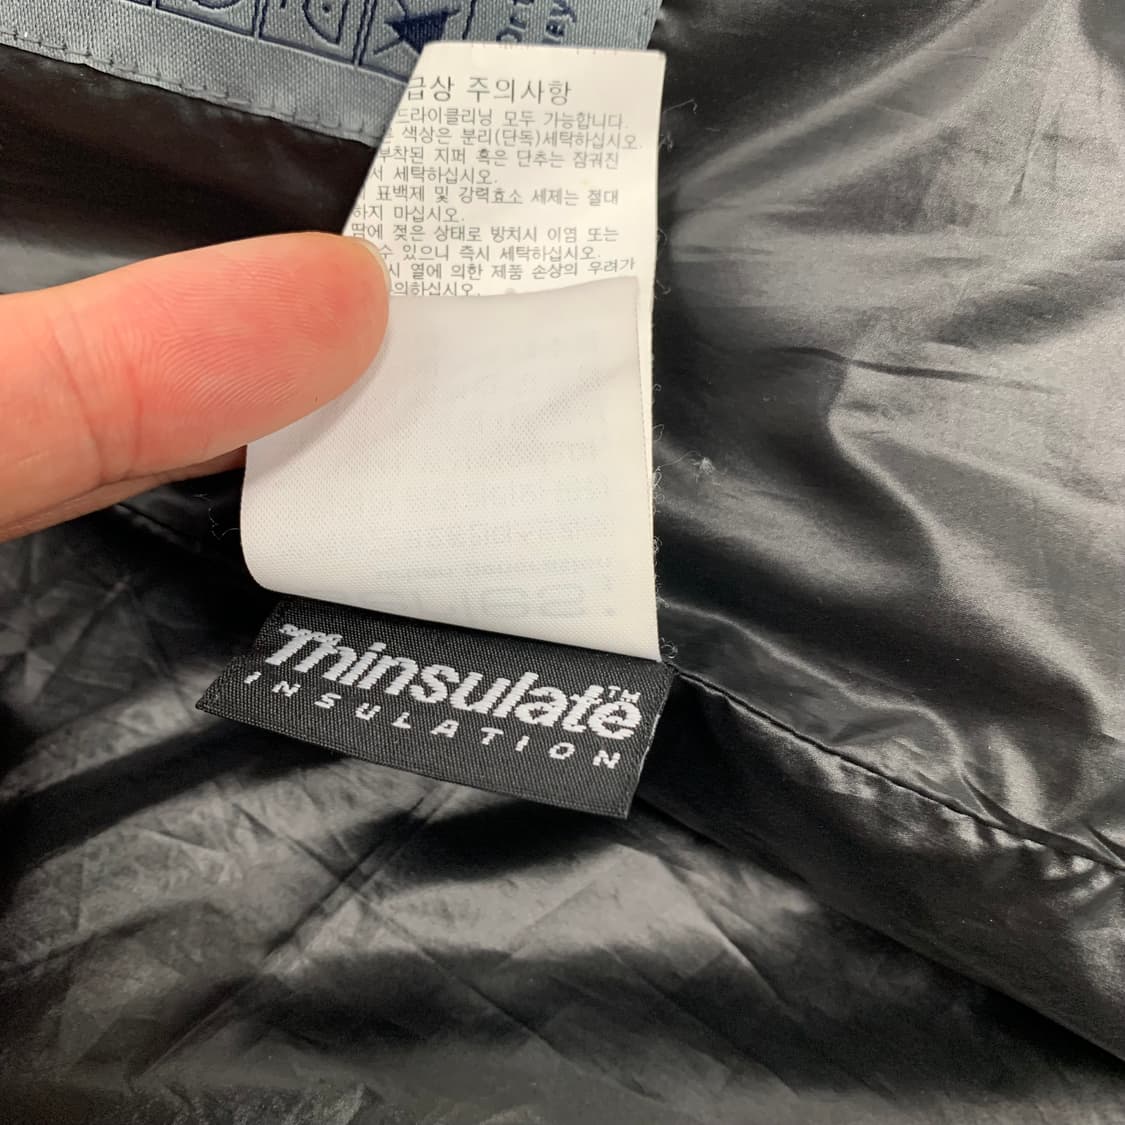 급상 주의사항
드라이클리닝 모두 가능합니다.
색상은 분리(단독)세탁하십시오.
부착된 지퍼 혹은 단추는 잠궈진
서 세탁하십시오.
표백제 및 강력효소 세제는 절대
하지 마십시오.
땀에 젖은 상태로 방치시 이염 또는
수 있으니 즉시 세탁하십시오.
시 열에 의한 제품 손상의 우려가
의하십시오.
Thinsulate™
INSULATION